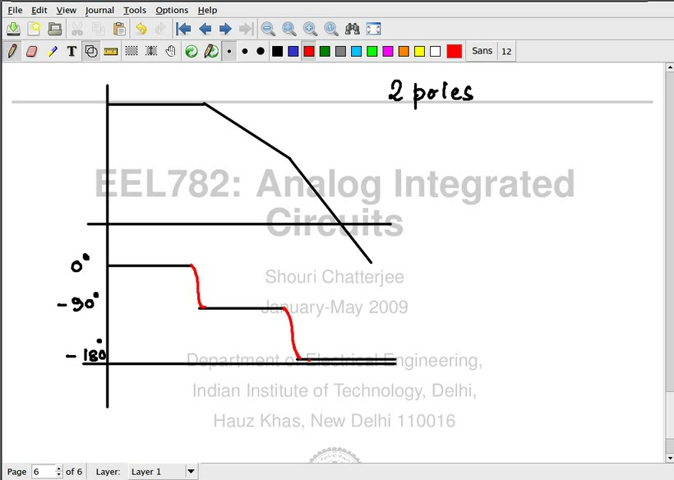 File Edit View Journal Tools Options Help
Sans 12
2 poles
EEL782: Analog Integrated
Circuits
0°
Shouri Chatterjee
-90°
January-May 2009
-180°
Department of Electrical Engineering,
Indian Institute of Technology, Delhi,
Hauz Khas, New Delhi 110016
Page 6 of 6 Layer: Layer 1